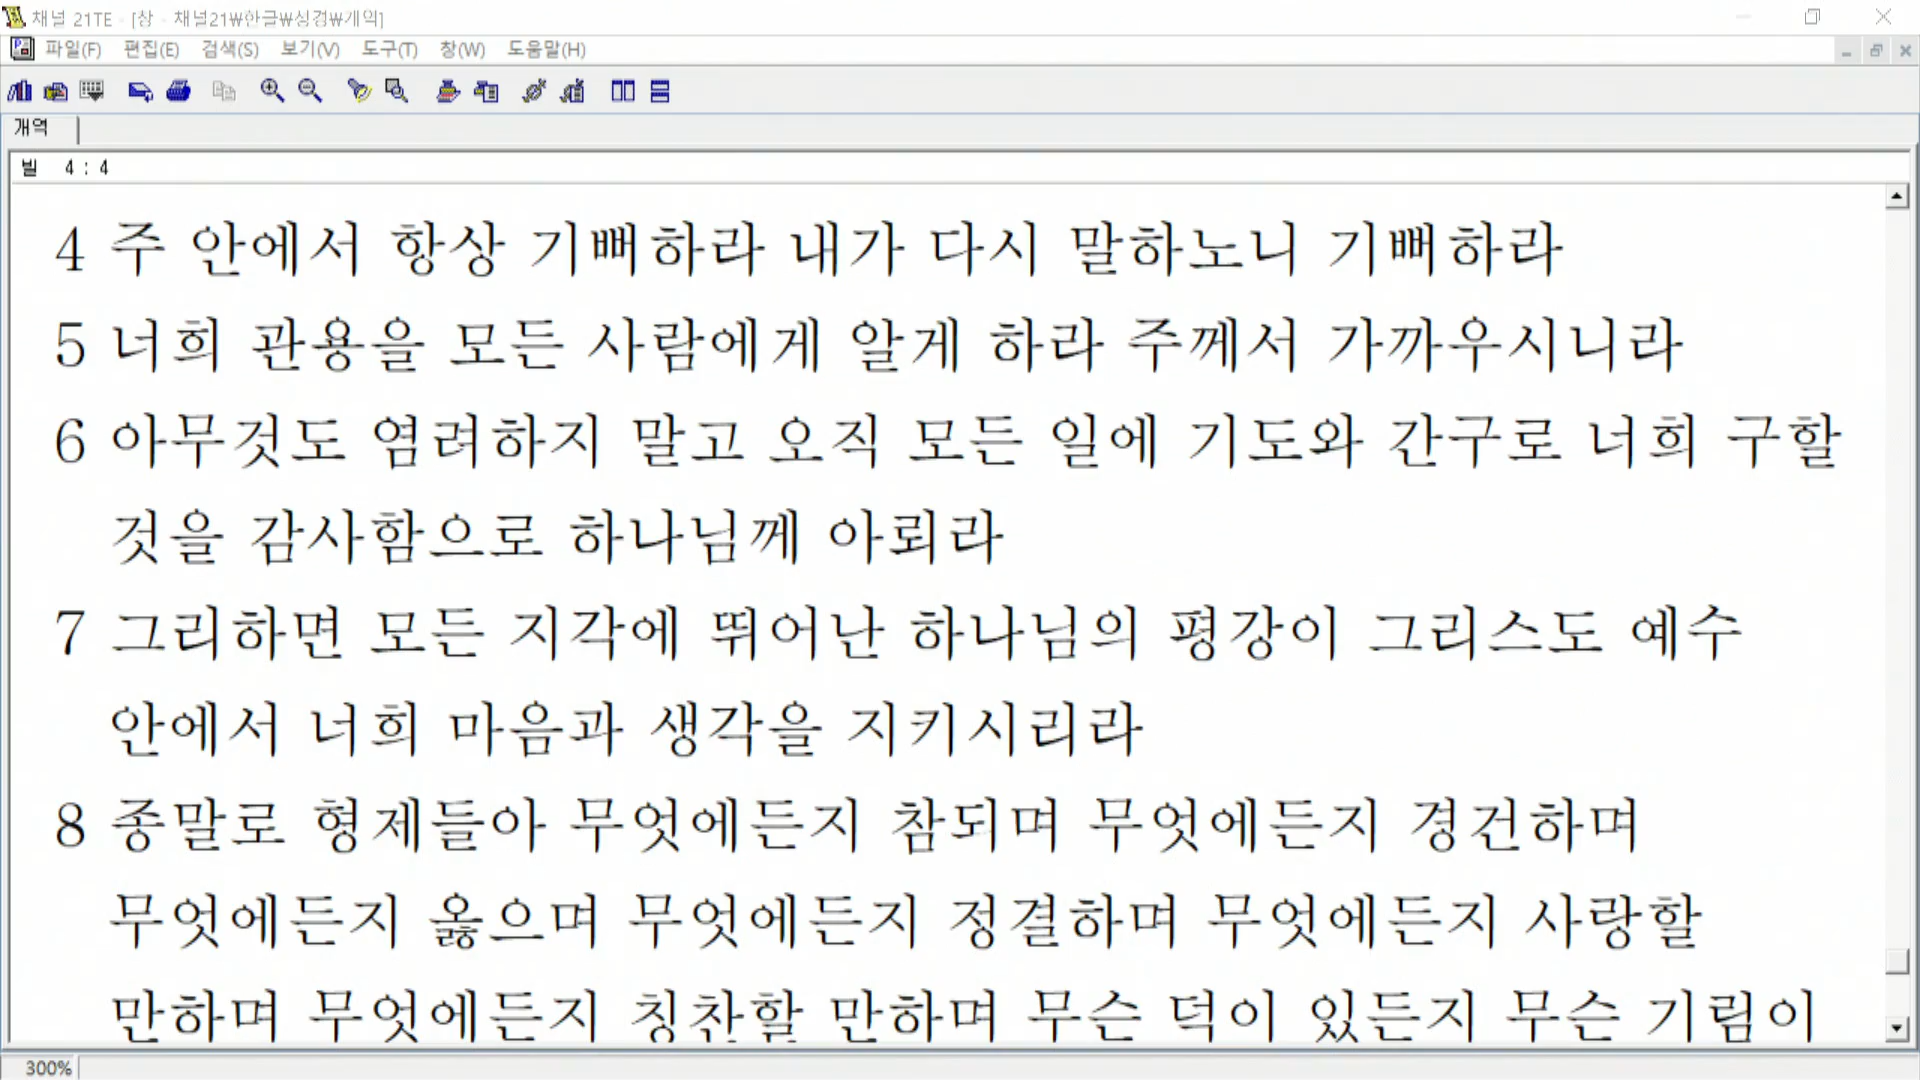 채널 21TE - [창 - 채널21₩한글₩성경₩개역]
파일(F) 편집(E) 검색(S) 보기(V) 도구(T) 창(W) 도움말(H)
개역
빌 4 : 4
4 주 안에서 항상 기뻐하라 내가 다시 말하노니 기뻐하라
5 너희 관용을 모든 사람에게 알게 하라 주께서 가까우시니라
6 아무것도 염려하지 말고 오직 모든 일에 기도와 간구로 너희 구할
것을 감사함으로 하나님께 아뢰라
7 그리하면 모든 지각에 뛰어난 하나님의 평강이 그리스도 예수
안에서 너희 마음과 생각을 지키시리라
8 종말로 형제들아 무엇에든지 참되며 무엇에든지 경건하며
무엇에든지 옳으며 무엇에든지 정결하며 무엇에든지 사랑할
만하며 무엇에든지 칭찬할 만하며 무슨 덕이 있든지 무슨 기림이
300%